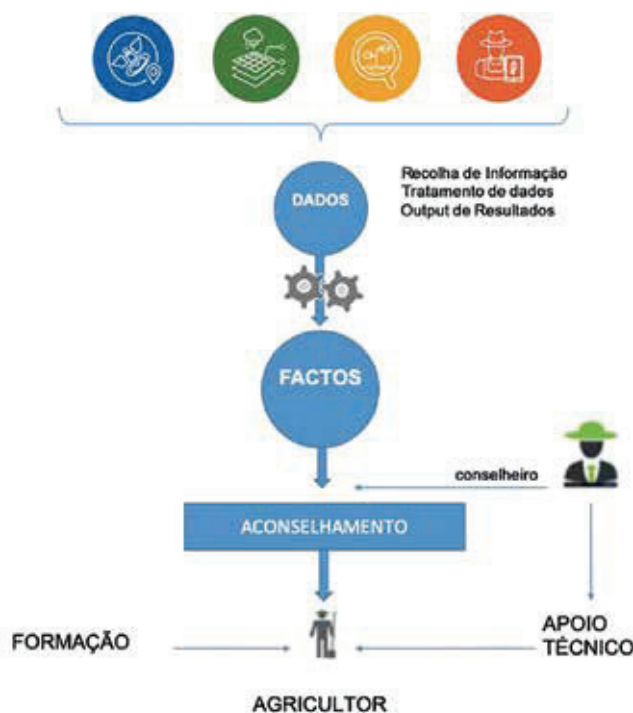 DADOS
Recolha de Informação
Tratamento de dados
Output de Resultados
FACTOS
conselheiro
ACONSELHAMENTO
FORMAÇÃO
APOIO
TÉCNICO
AGRICULTOR